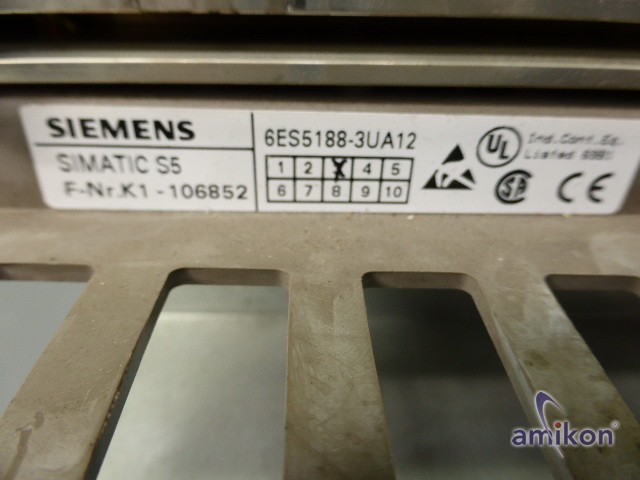 SIEMENS
SIMATIC S5
F-Nr.K1-106852
6ES5188-3UA12
1 2 X 4 5
6 7 8 9 10
UL
Ind.Cont.Eq.
Listed
SA
CE
amikon